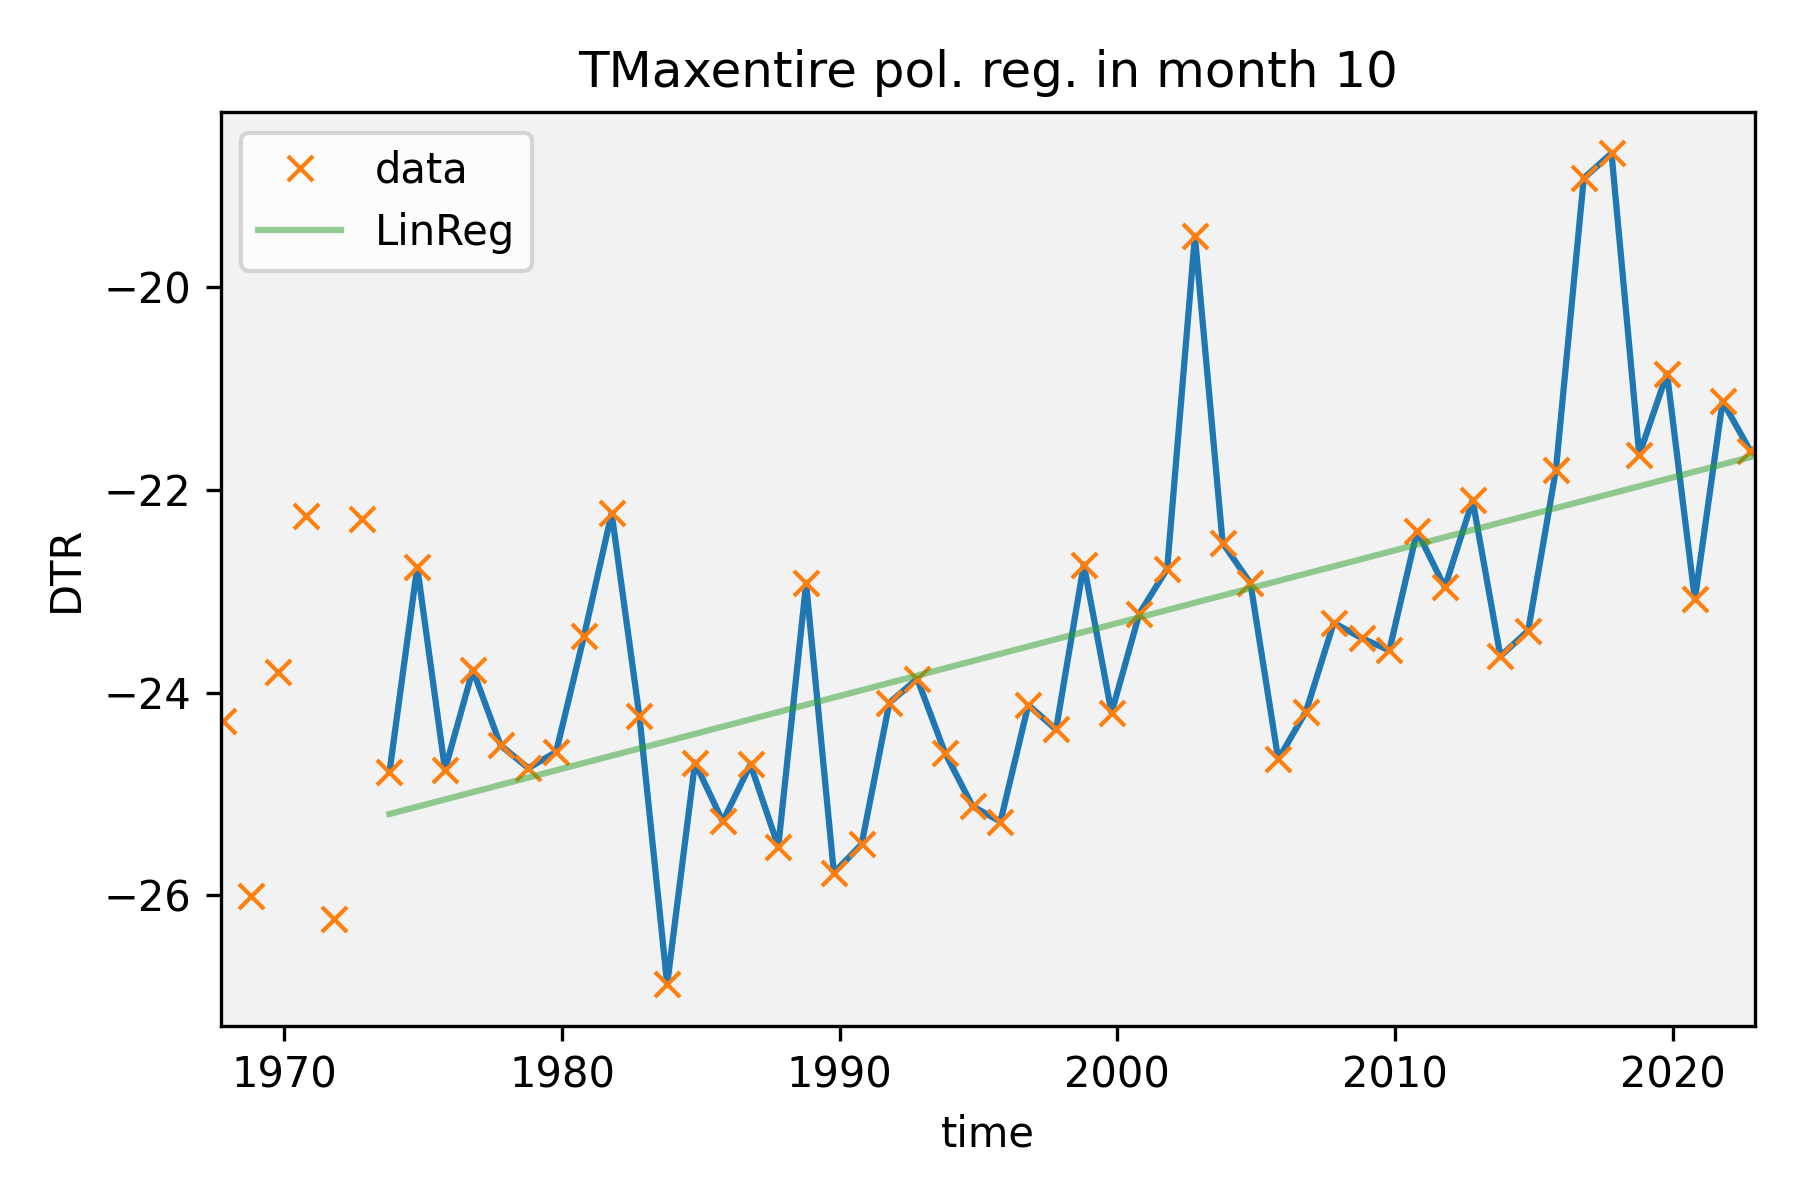 TMaxentire pol. reg. in month 10
data
LinReg
−20
−22
−24
−26
DTR
1970 1980 1990 2000 2010 2020
time